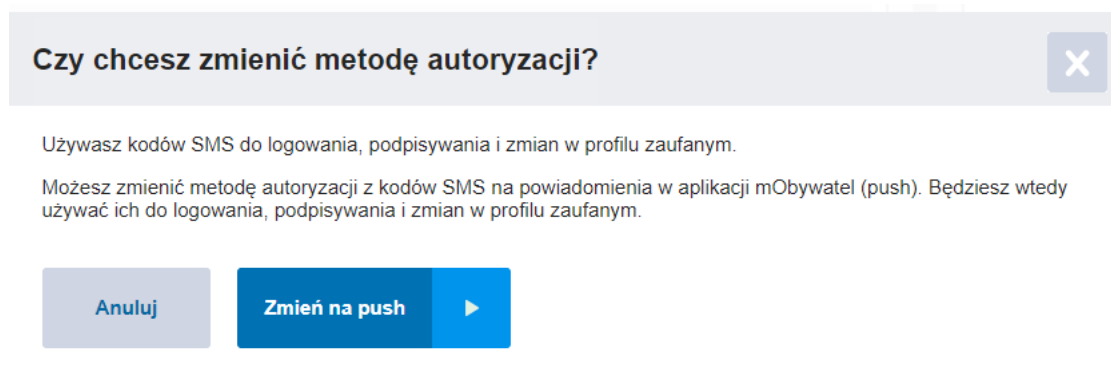 Czy chcesz zmienić metodę autoryzacji?
Używasz kodów SMS do logowania, podpisywania i zmian w profilu zaufanym.
Możesz zmienić metodę autoryzacji z kodów SMS na powiadomienia w aplikacji mObywatel (push). Będziesz wtedy
używać ich do logowania, podpisywania i zmian w profilu zaufanym.
Anuluj
Zmień na push